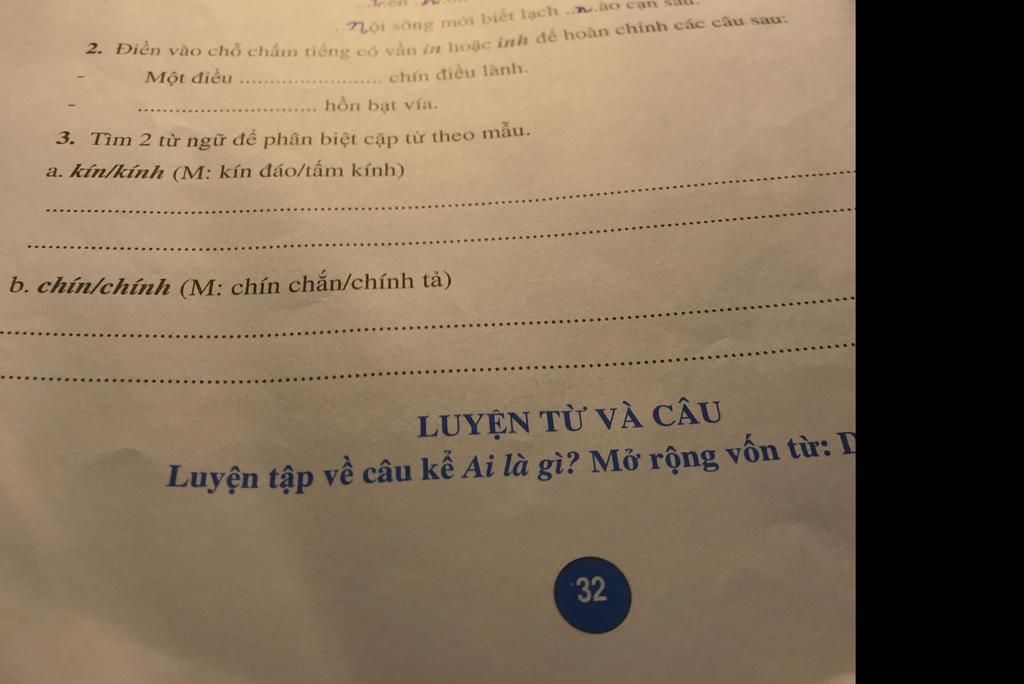 Nội sông mới biết lạch ..n.ào cạn sâu.
2. Điền vào chỗ chấm tiếng có vần in hoặc inh để hoàn chỉnh các câu sau:
- Một điều ........................ chín điều lành.
- .............................. hồn bạt vía.
3. Tìm 2 từ ngữ để phân biệt cặp từ theo mẫu.
a. kín/kính (M: kín đáo/tấm kính)
b. chín/chính (M: chín chắn/chính tả)
LUYỆN TỪ VÀ CÂU
Luyện tập về câu kể Ai là gì? Mở rộng vốn từ: D
32